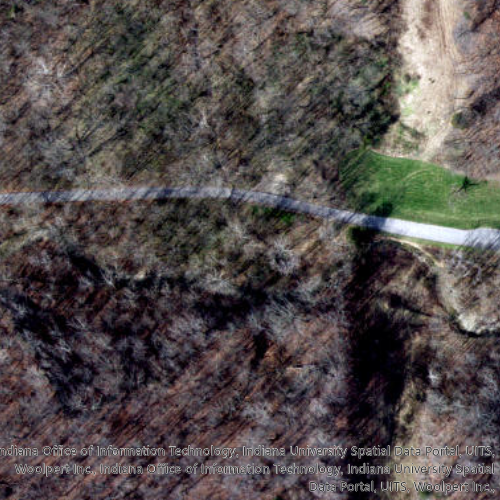 ndiana Office of Information Technology, Indiana University Spatial Data Portal, UITS,
Woolpert Inc., Indiana Office of Information Technology, Indiana University Spatial
Data Portal, UITS, Woolpert Inc.